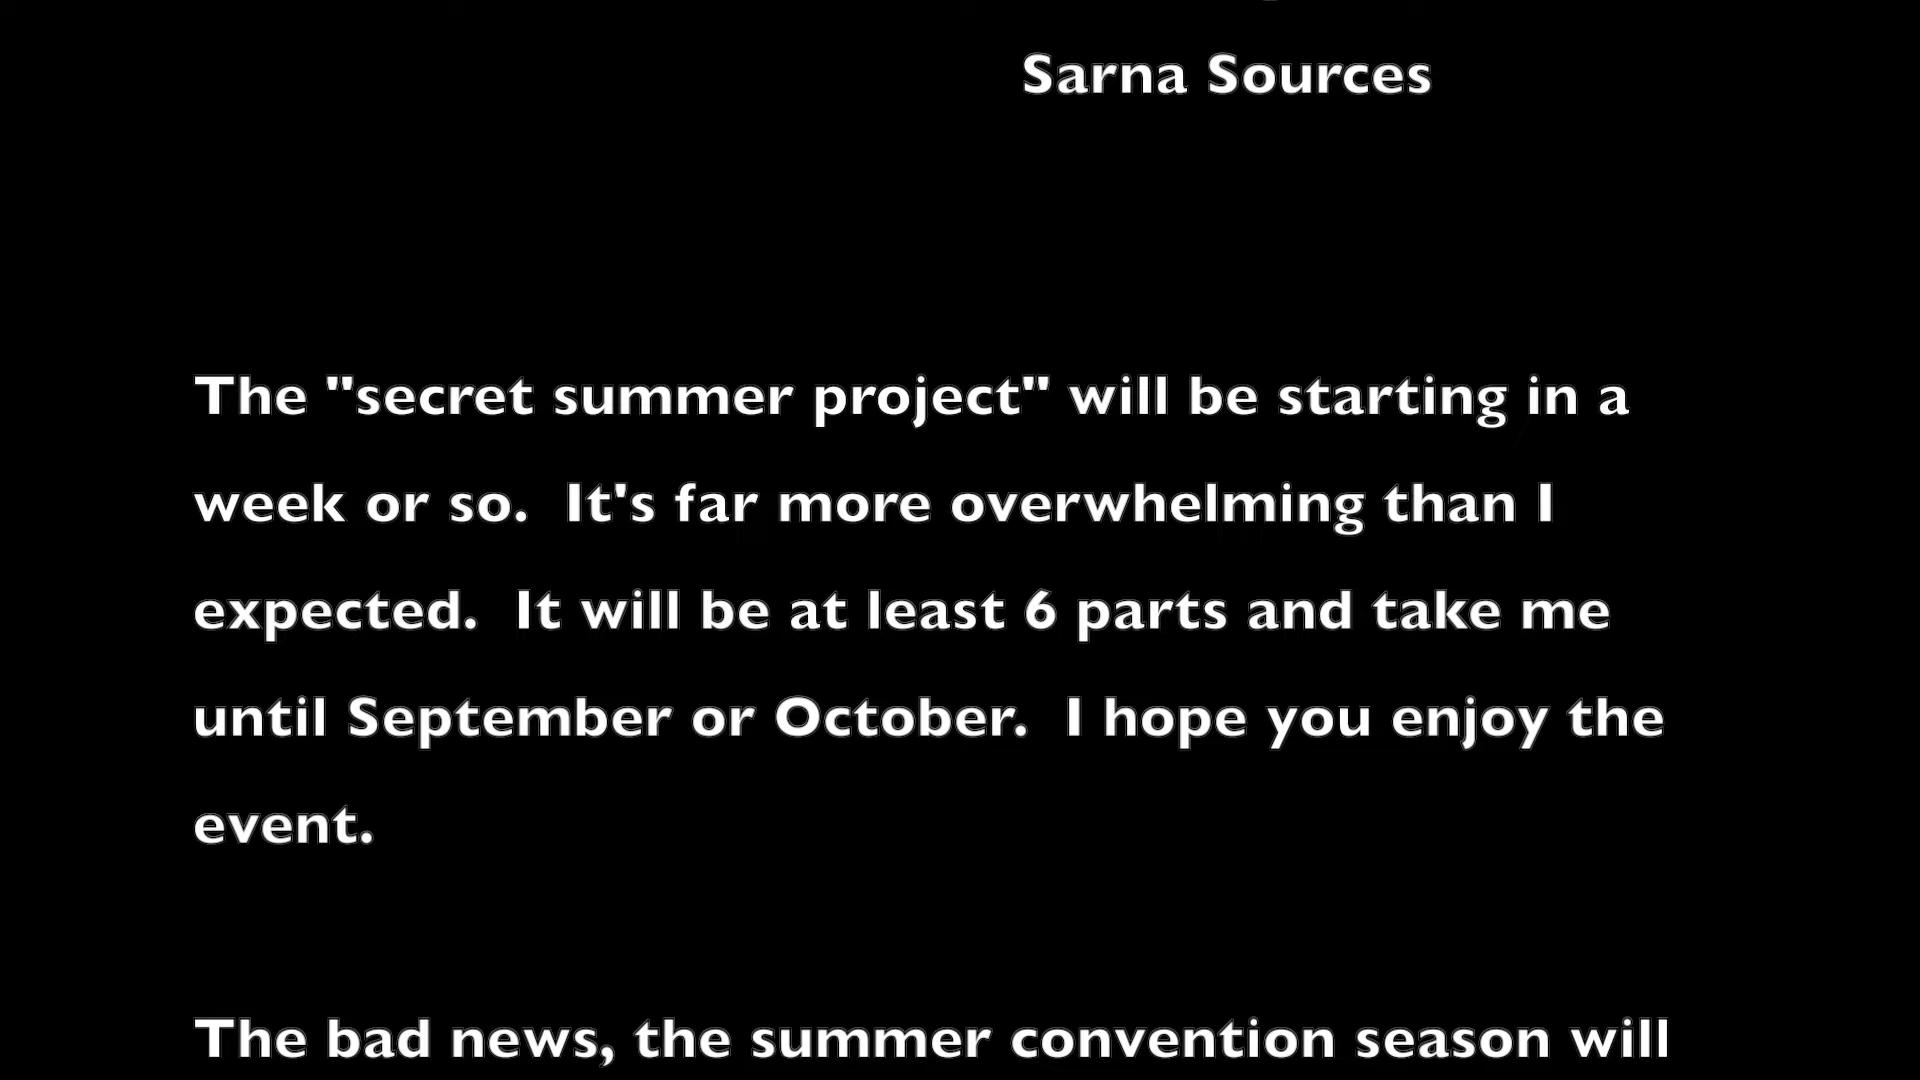 Sarna Sources
The "secret summer project" will be starting in a
week or so.  It's far more overwhelming than I
expected.  It will be at least 6 parts and take me
until September or October.  I hope you enjoy the
event.
The bad news, the summer convention season will